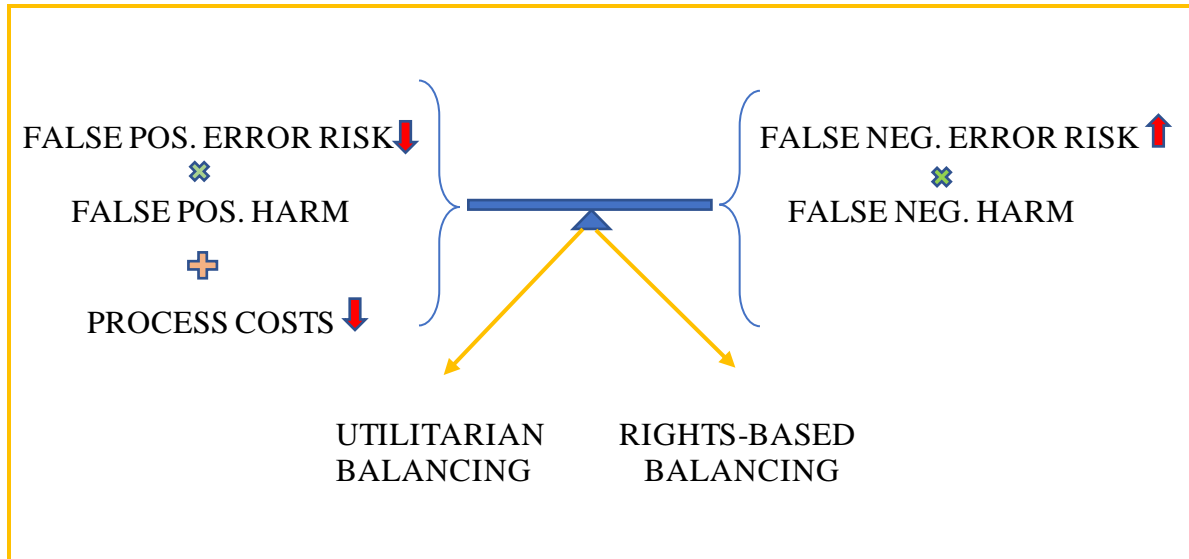 FALSE POS. ERROR RISK
FALSE POS. HARM
PROCESS COSTS
FALSE NEG. ERROR RISK
FALSE NEG. HARM
UTILITARIAN
BALANCING
RIGHTS-BASED
BALANCING